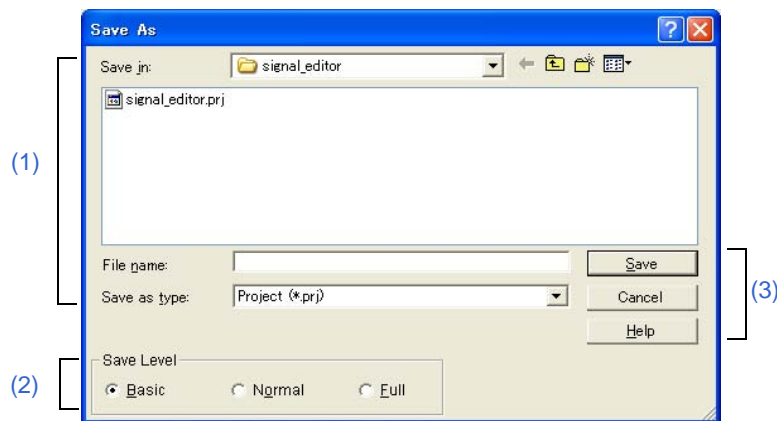 Save As
Save in:
signal_editor
signal_editor.prj
(1)
File name:
Save
Save as type:
Project (*.prj)
Cancel
(3)
Help
Save Level
(2)
Basic
Normal
Full